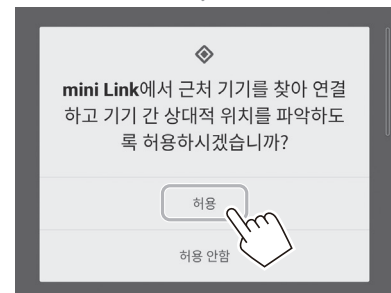 mini Link에서 근처 기기를 찾아 연결
하고 기기 간 상대적 위치를 파악하도
록 허용하시겠습니까?
허용
허용 안함